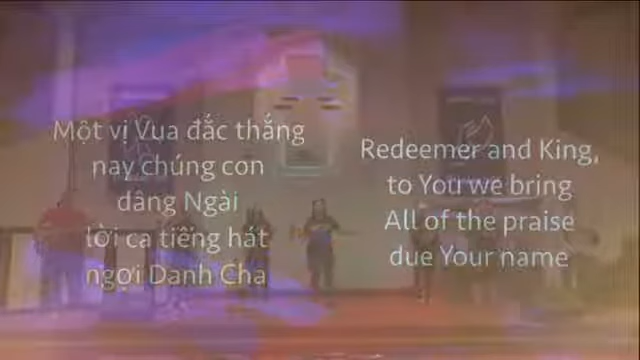 Một vị Vua đắc thắng
nay chúng con
dâng Ngài
lời ca tiếng hát
ngợi Danh Cha
Redeemer and King,
to You we bring
All of the praise
due Your name